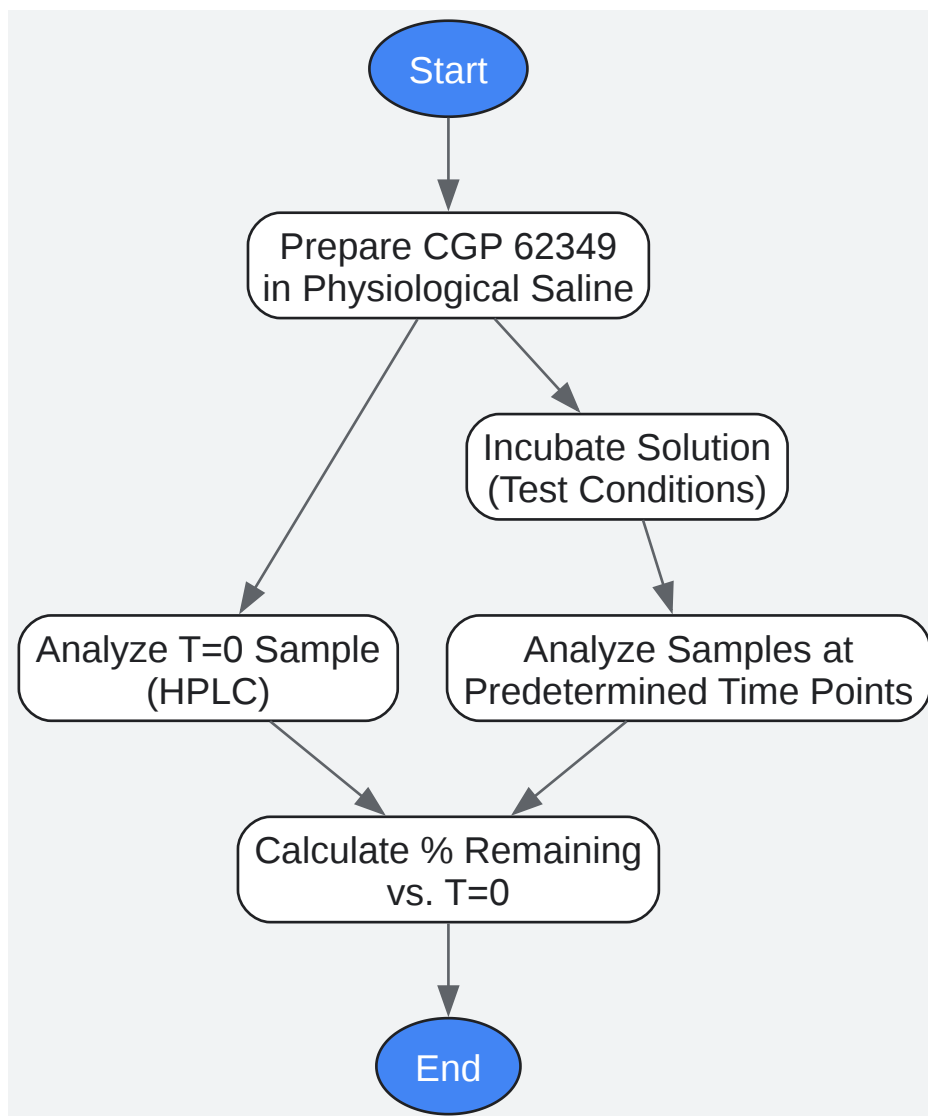 Start
Prepare CGP 62349
in Physiological Saline
Incubate Solution
(Test Conditions)
Analyze T=0 Sample
(HPLC)
Analyze Samples at
Predetermined Time Points
Calculate % Remaining
vs. T=0
End